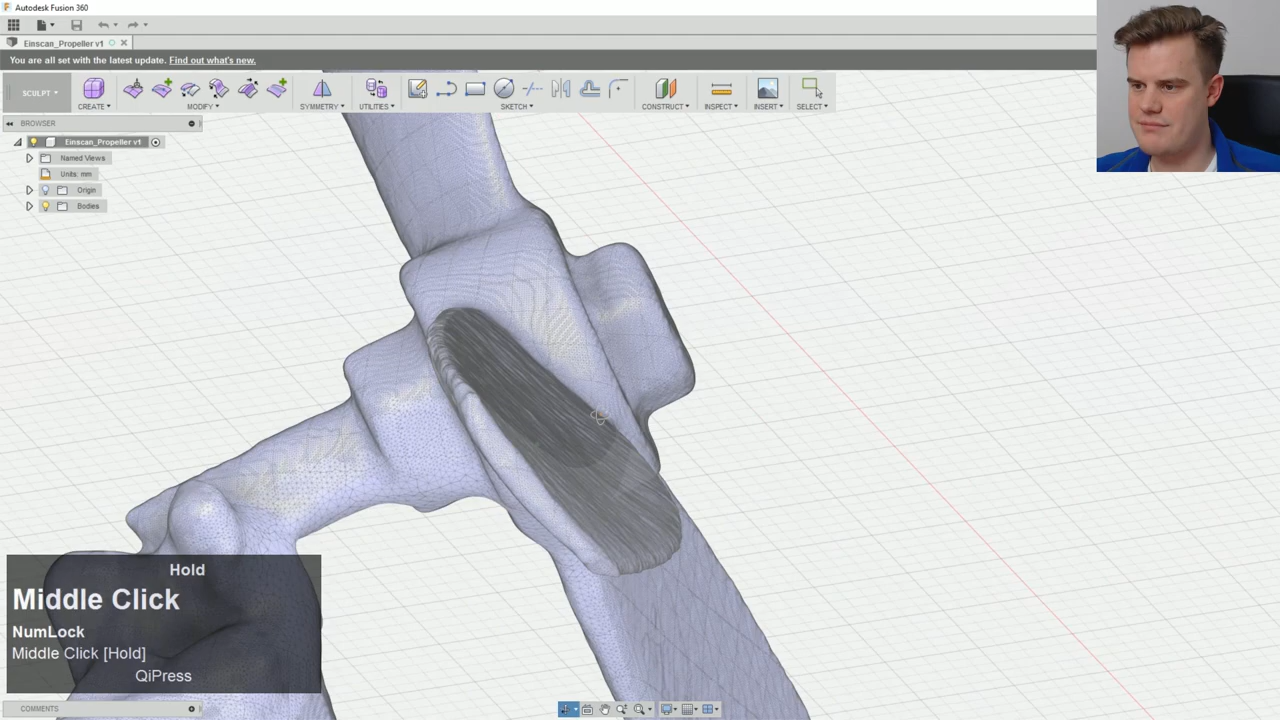 Autodesk Fusion 360
Einscan_Propeller v1
You are all set with the latest update. Find out what's new.
SCULPT
CREATE
MODIFY
SYMMETRY
UTILITIES
SKETCH
CONSTRUCT
INSPECT
INSERT
SELECT
BROWSER
Einscan_Propeller v1
Named Views
Units: mm
Origin
Bodies
Hold
Middle Click
NumLock
Middle Click [Hold]
QiPress
COMMENTS